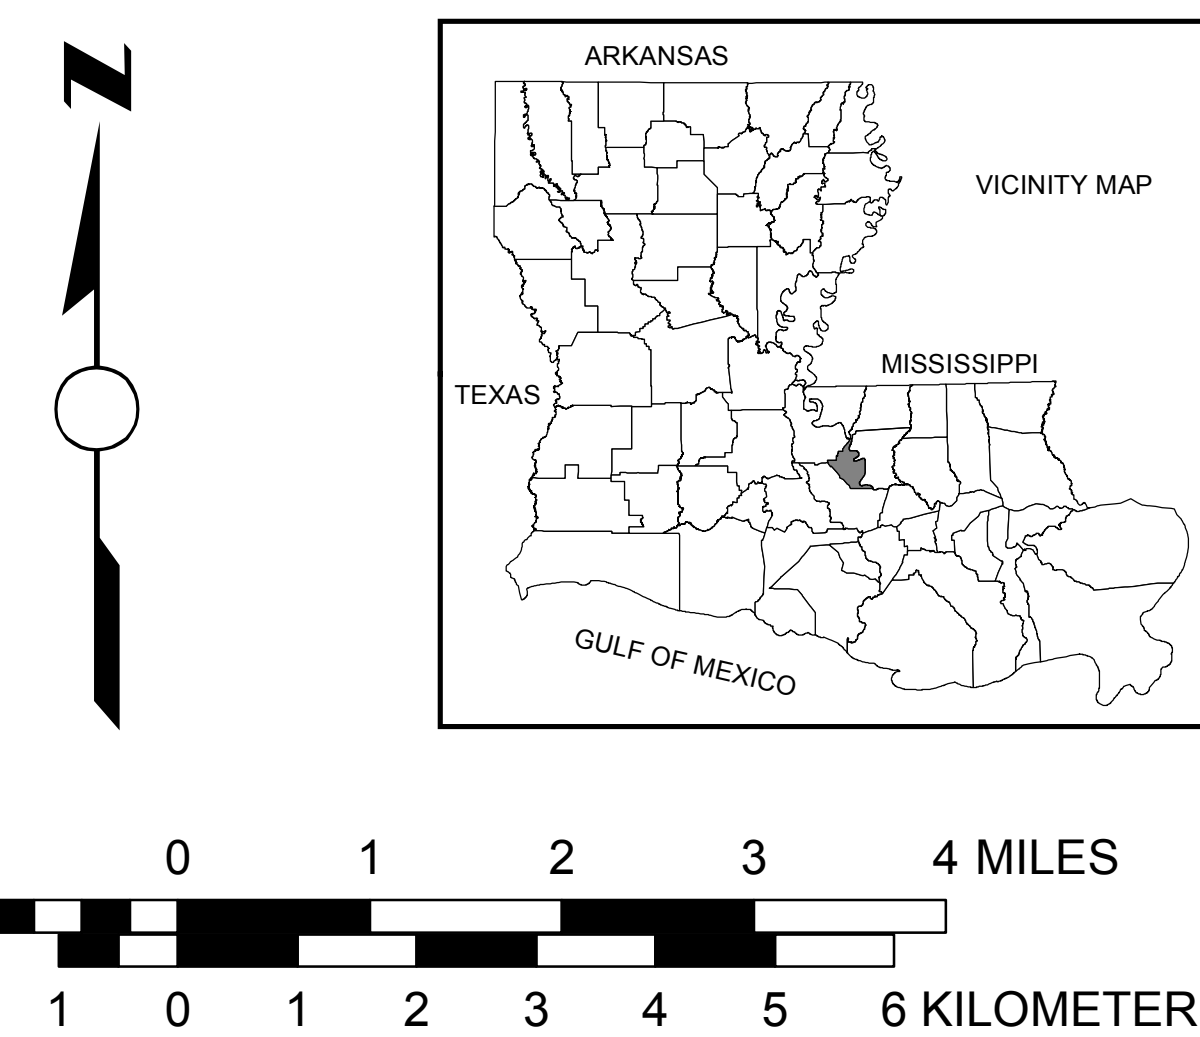 N
ARKANSAS
VICINITY MAP
MISSISSIPPI
TEXAS
GULF OF MEXICO
0 1 2 3 4 MILES
1 0 1 2 3 4 5 6 KILOMETER